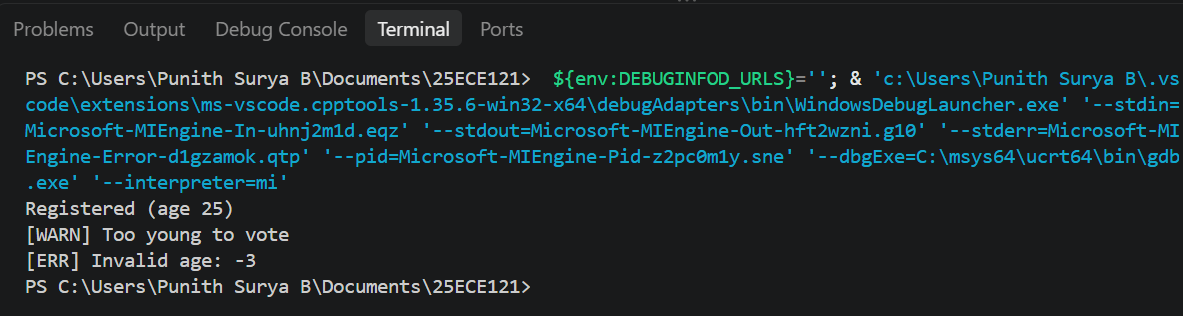 Problems Output Debug Console Terminal Ports
PS C:\Users\Punith Surya B\Documents\25ECE121>  ${env:DEBUGINFOD_URLS}=''; & 'c:\Users\Punith Surya B\.vs
code\extensions\ms-vscode.cpptools-1.35.6-win32-x64\debugAdapters\bin\WindowsDebugLauncher.exe' '--stdin=
Microsoft-MIEngine-In-uhnj2m1d.eqz' '--stdout=Microsoft-MIEngine-Out-hft2wzni.g10' '--stderr=Microsoft-MI
Engine-Error-d1gzamok.qtp' '--pid=Microsoft-MIEngine-Pid-z2pc0m1y.sne' '--dbgExe=C:\msys64\ucrt64\bin\gdb
.exe' '--interpreter=mi'
Registered (age 25)
[WARN] Too young to vote
[ERR] Invalid age: -3
PS C:\Users\Punith Surya B\Documents\25ECE121>